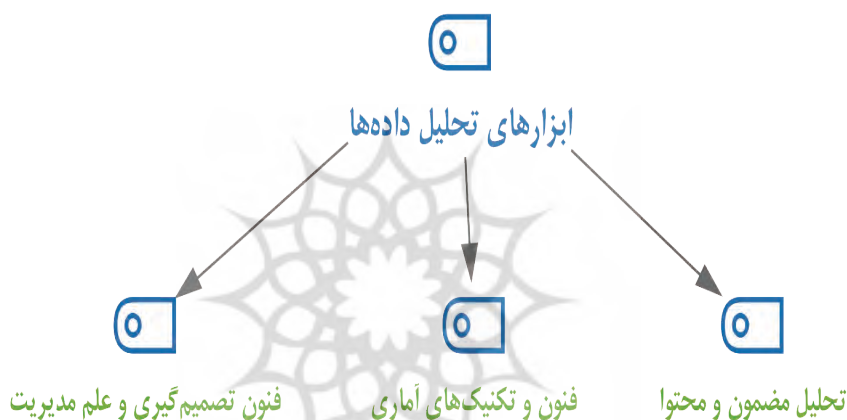 ابزارهای تحلیل داده‌ها
تحلیل مضمون و محتوا
فنون و تکنیک‌های آماری
فنون تصمیم‌گیری و علم مدیریت